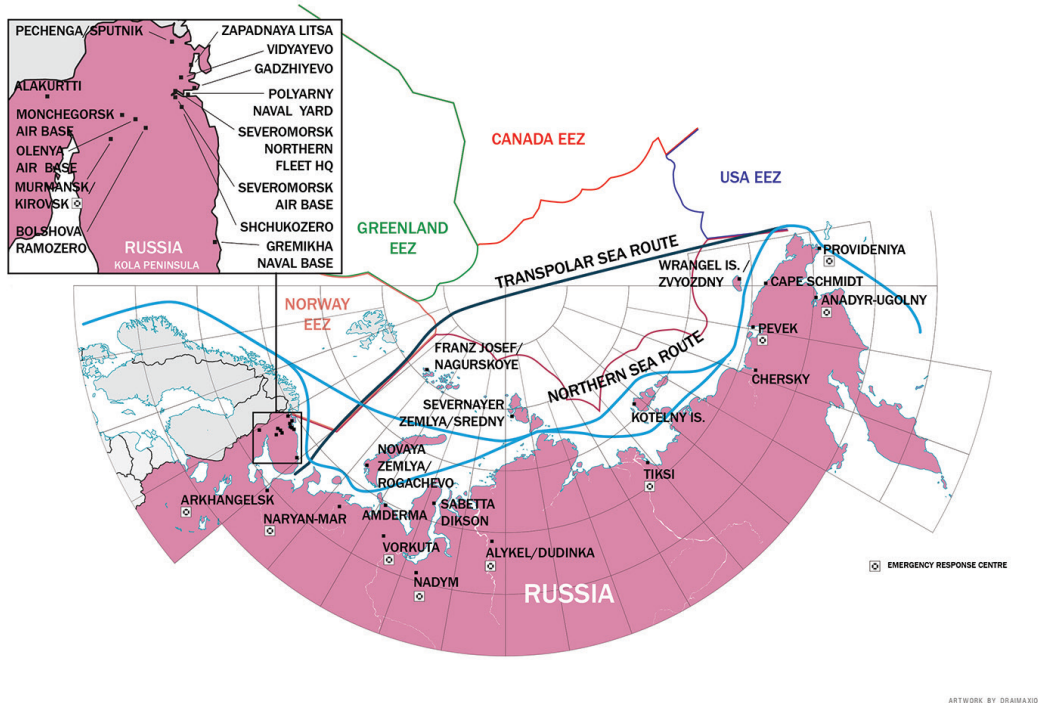 PECHENGA/SPUTNIK
ALAKURTTI
MONCHEGORSK
AIR BASE
OLENYA
AIR BASE
MURMANSK/
KIROVSK
BOLSHOVA
RAMOZERO
ZAPADNAYA LITSA
VIDYAYEVO
GADZHIYEVO
POLYARNY
NAVAL YARD
SEVEROMORSK
NORTHERN
FLEET HQ
SEVEROMORSK
AIR BASE
SHCHUKOZERO
GREMIKHA
NAVAL BASE
RUSSIA
KOLA PENINSULA
CANADA EEZ
USA EEZ
GREENLAND
EEZ
NORWAY
EEZ
TRANSPOLAR SEA ROUTE
WRANGEL IS. /
ZVYOZDNY
PROVIDENIYA
CAPE SCHMIDT
ANADYR-UGOLNY
PEVEK
CHERSKY
NORTHERN SEA ROUTE
FRANZ JOSEF/
NAGURSKOYE
SEVERNAYER
ZEMLYA/SREDNY
KOTELNY IS.
NOVAYA
ZEMLYA/
ROGACHEVO
TIKSI
ARKHANGELSK
NARYAN-MAR
AMDERMA
SABETTA
DIKSON
VORKUTA
ALYKEL/DUDINKA
NADYM
RUSSIA
EMERGENCY RESPONSE CENTRE
ARTWORK BY DRAIMAXIO